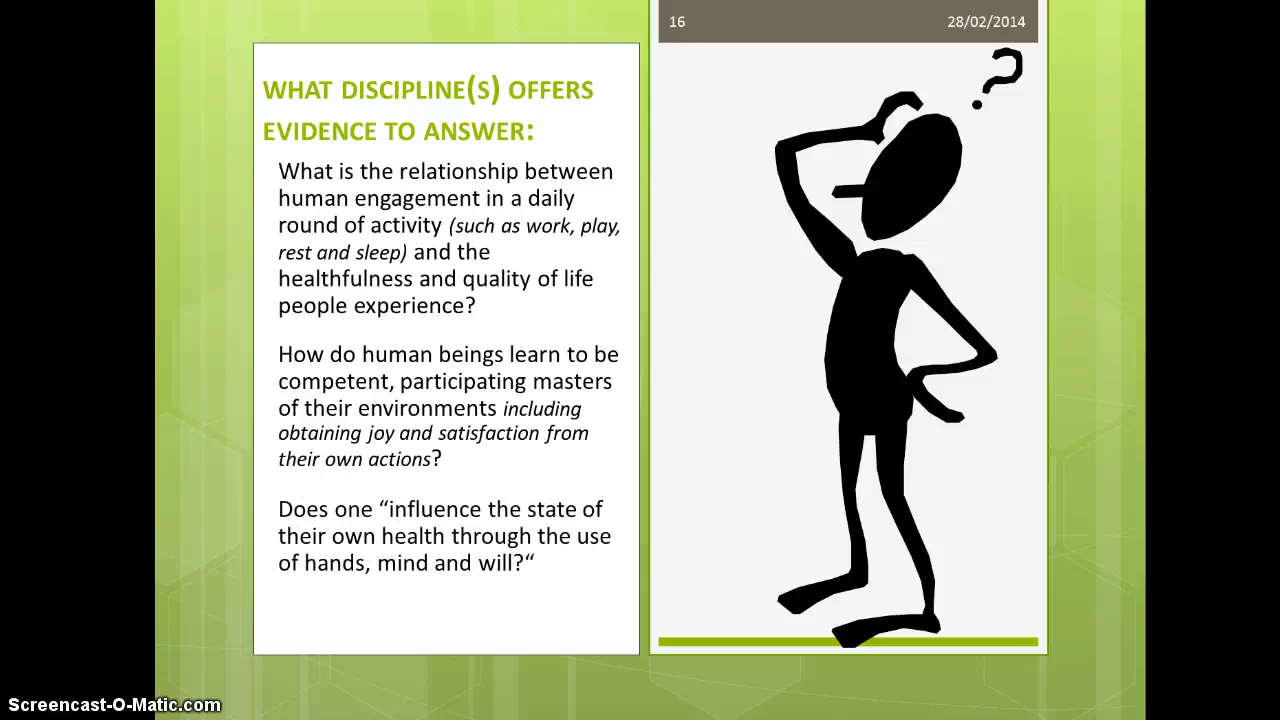 16
28/02/2014
WHAT DISCIPLINE(S) OFFERS
EVIDENCE TO ANSWER:
What is the relationship between
human engagement in a daily
round of activity (such as work, play,
rest and sleep) and the
healthfulness and quality of life
people experience?
How do human beings learn to be
competent, participating masters
of their environments including
obtaining joy and satisfaction from
their own actions?
Does one “influence the state of
their own health through the use
of hands, mind and will?“
?
Screencast-O-Matic.com